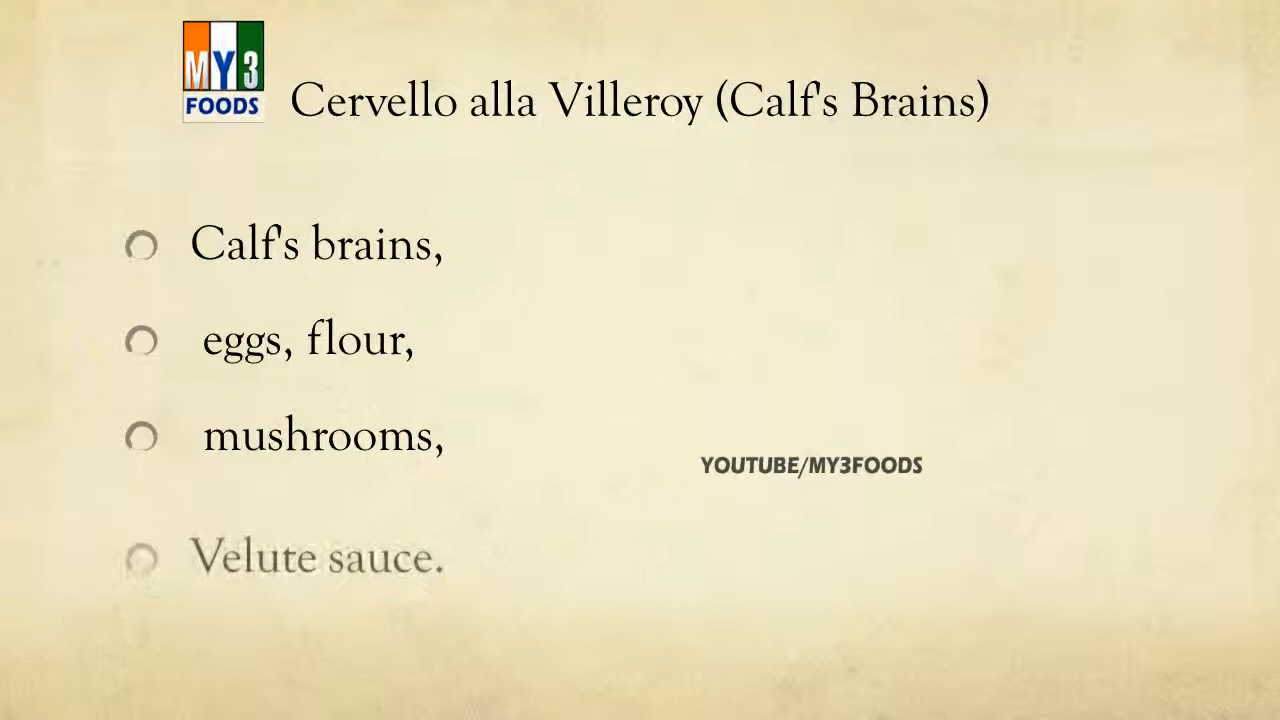 MY3
FOODS
Cervello alla Villeroy (Calf's Brains)
Calf's brains,
eggs, flour,
mushrooms,
YOUTUBE/MY3FOODS
Velute sauce.